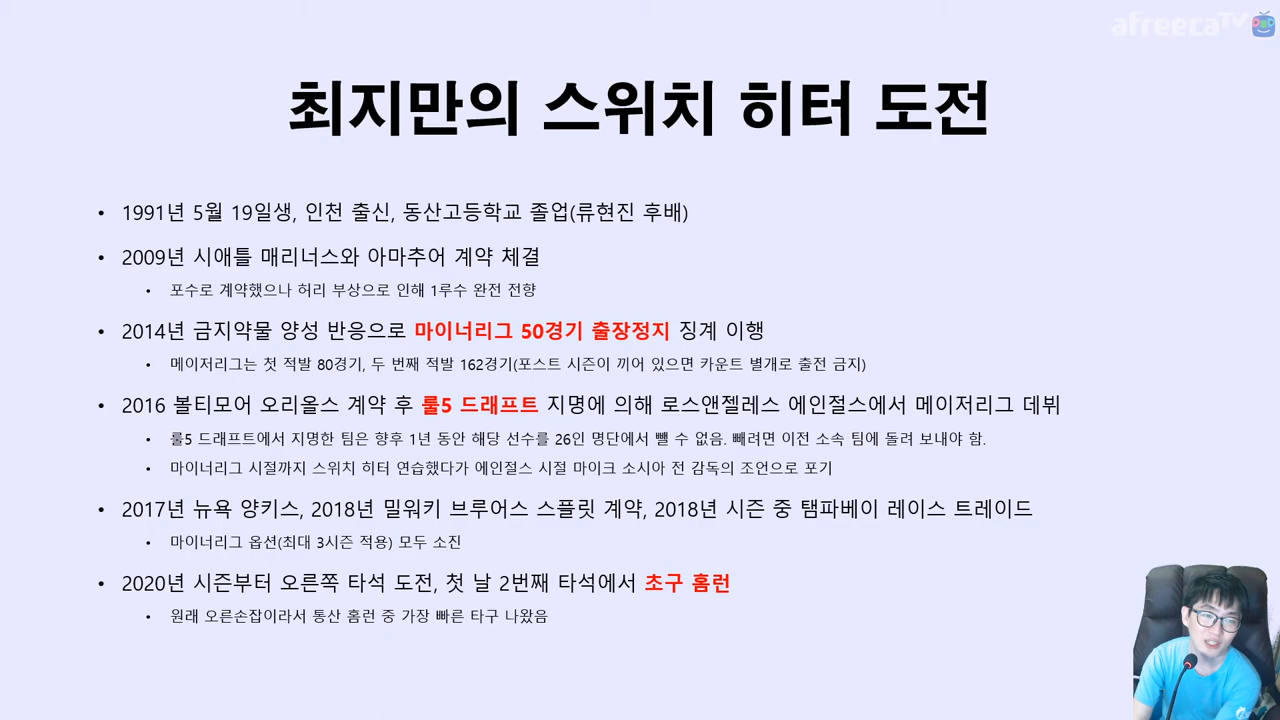 afreecaTV
최지만의 스위치 히터 도전
• 1991년 5월 19일생, 인천 출신, 동산고등학교 졸업(류현진 후배)
• 2009년 시애틀 매리너스와 아마추어 계약 체결
• 포수로 계약했으나 허리 부상으로 인해 1루수 완전 전향
• 2014년 금지약물 양성 반응으로 마이너리그 50경기 출장정지 징계 이행
• 메이저리그는 첫 적발 80경기, 두 번째 적발 162경기(포스트 시즌이 끼어 있으면 카운트 별개로 출전 금지)
• 2016 볼티모어 오리올스 계약 후 룰5 드래프트 지명에 의해 로스앤젤레스 에인절스에서 메이저리그 데뷔
• 룰5 드래프트에서 지명한 팀은 향후 1년 동안 해당 선수를 26인 명단에서 뺄 수 없음. 빼려면 이전 소속 팀에 돌려 보내야 함.
• 마이너리그 시절까지 스위치 히터 연습했다가 에인절스 시절 마이크 소시아 전 감독의 조언으로 포기
• 2017년 뉴욕 양키스, 2018년 밀워키 브루어스 스플릿 계약, 2018년 시즌 중 탬파베이 레이스 트레이드
• 마이너리그 옵션(최대 3시즌 적용) 모두 소진
• 2020년 시즌부터 오른쪽 타석 도전, 첫 날 2번째 타석에서 초구 홈런
• 원래 오른손잡이라서 통산 홈런 중 가장 빠른 타구 나왔음